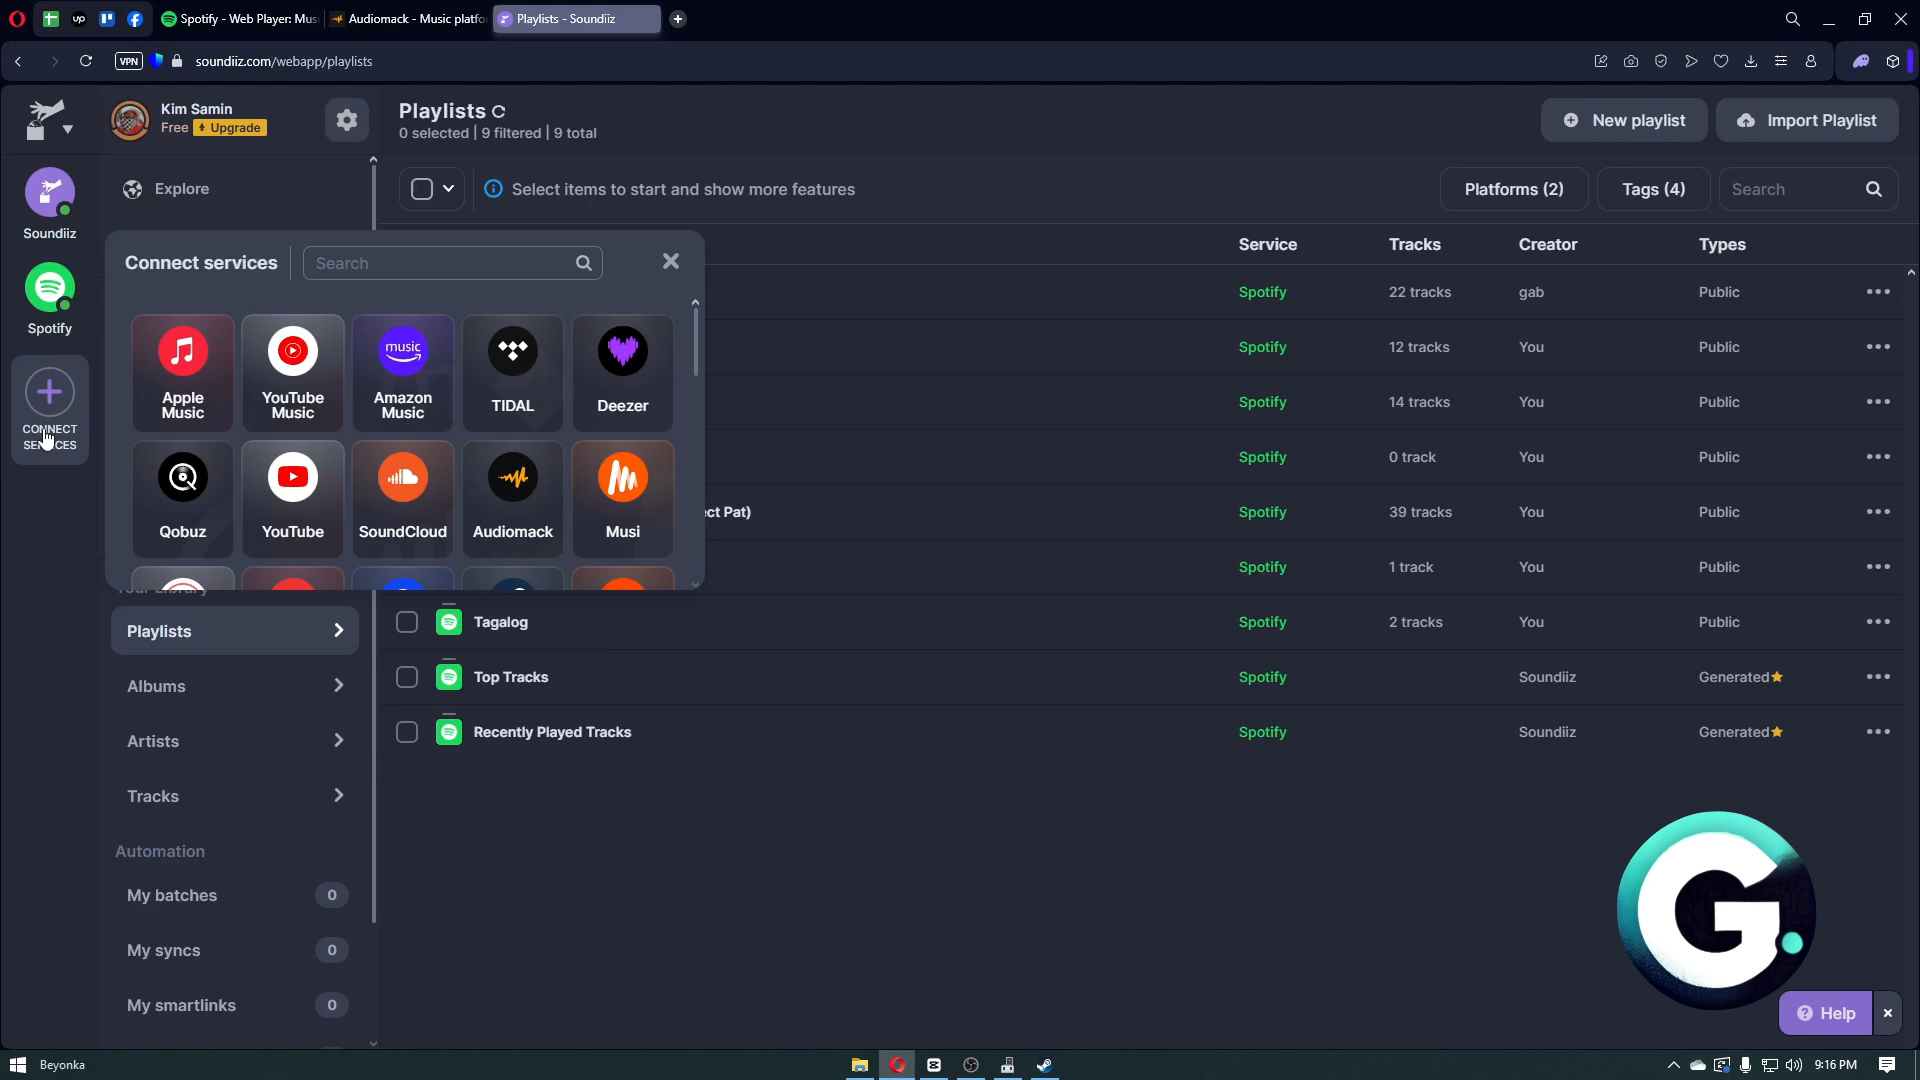 Spotify - Web Player: Mus
Audiomack - Music platfo
Playlists - Soundiiz
VPN
soundiiz.com/webapp/playlists
Kim Samin
Free Upgrade
Playlists
0 selected | 9 filtered | 9 total
New playlist
Import Playlist
Soundiiz
Spotify
CONNECT
SERVICES
Explore
Select items to start and show more features
Platforms (2)
Tags (4)
Search
Connect services
Search
Apple
Music
YouTube
Music
music
Amazon
Music
TIDAL
Deezer
Qobuz
YouTube
SoundCloud
Audiomack
Musi
Service
Tracks
Creator
Types
Spotify 22 tracks gab Public
Spotify 12 tracks You Public
Spotify 14 tracks You Public
Spotify 0 track You Public
ect Pat) Spotify 39 tracks You Public
Spotify 1 track You Public
Tagalog Spotify 2 tracks You Public
Top Tracks Spotify Soundiiz Generated
Recently Played Tracks Spotify Soundiiz Generated
Your Library
Playlists
Albums
Artists
Tracks
Automation
My batches 0
My syncs 0
My smartlinks 0
G
Help
Beyonka
9:16 PM